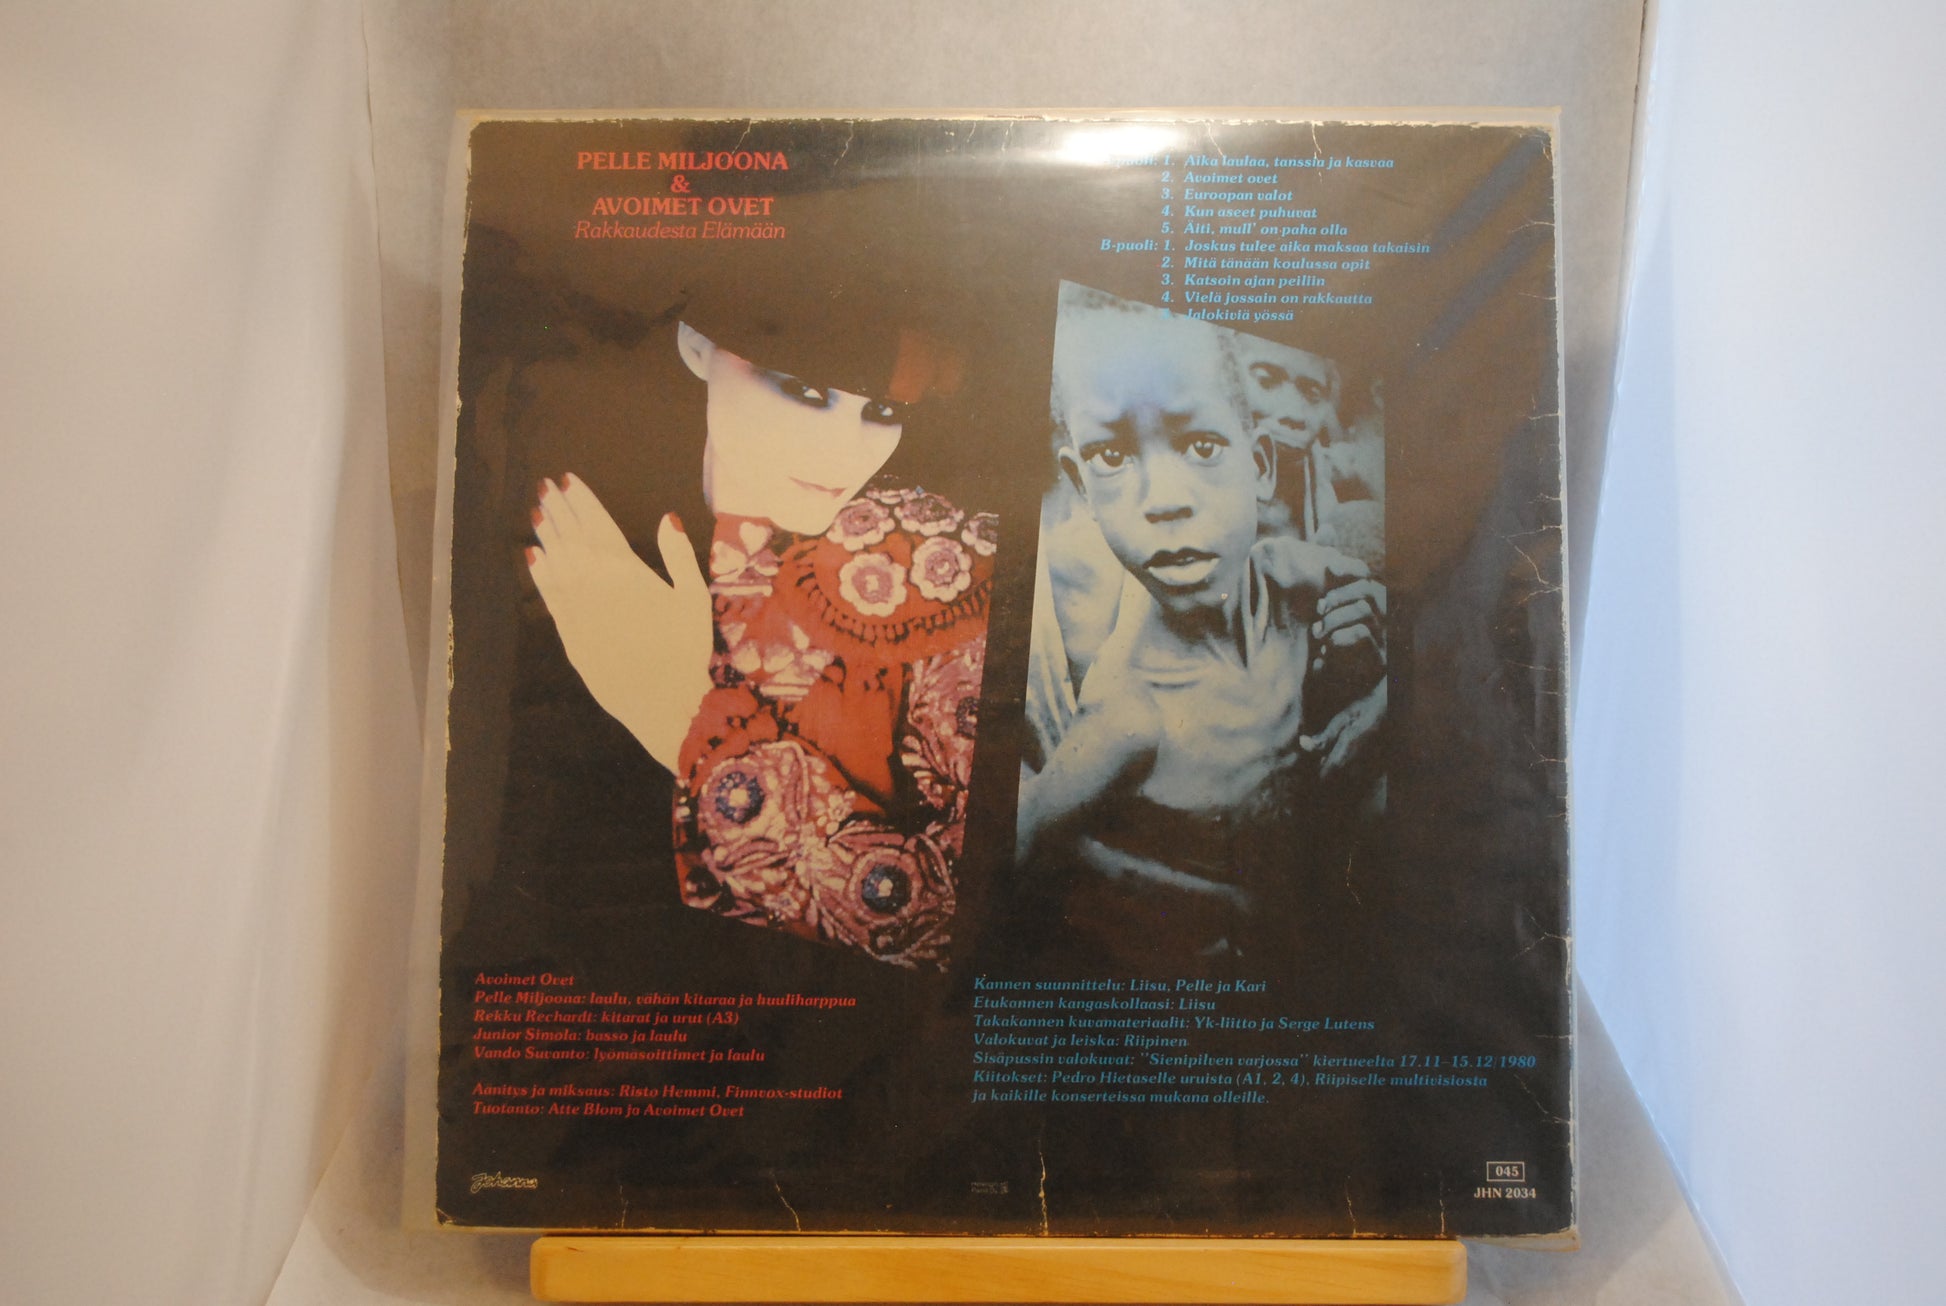 PELLE MILJOONA
&
AVOIMET OVET
Rakkaudesta Elämään
A-puoli: 1. Aika laulaa, tanssia ja kasvaa
2. Avoimet ovet
3. Euroopan valot
4. Kun aseet puhuvat
5. Äiti, mull' on paha olla
B-puoli: 1. Joskus tulee aika maksaa takaisin
2. Mitä tänään koulussa opit
3. Katsoin ajan peiliin
4. Vielä jossain on rakkautta
5. Jalokiviä yössä
Avoimet Ovet
Pelle Miljoona: laulu, vähän kitaraa ja huuliharppua
Rekku Rechardt: kitarat ja urut (A3)
Junior Simola: basso ja laulu
Vando Suvanto: lyömäsoittimet ja laulu
Äänitys ja miksaus: Risto Hemmi, Finnvox-studiot
Tuotanto: Atte Blom ja Avoimet Ovet
Kannen suunnittelu: Liisu, Pelle ja Kari
Etukannen kangaskollaasi: Liisu
Takakannen kuvamateriaalit: Yk-liitto ja Serge Lutens
Valokuvat ja leiska: Riipinen
Sisäpussin valokuvat: "Sienipilven varjossa" kiertueelta 17.11–15.12/1980
Kiitokset: Pedro Hietaselle uruista (A1, 2, 4), Riipiselle multivisiosta
ja kaikille konserteissa mukana olleille.
Johanna
045
JHN 2034